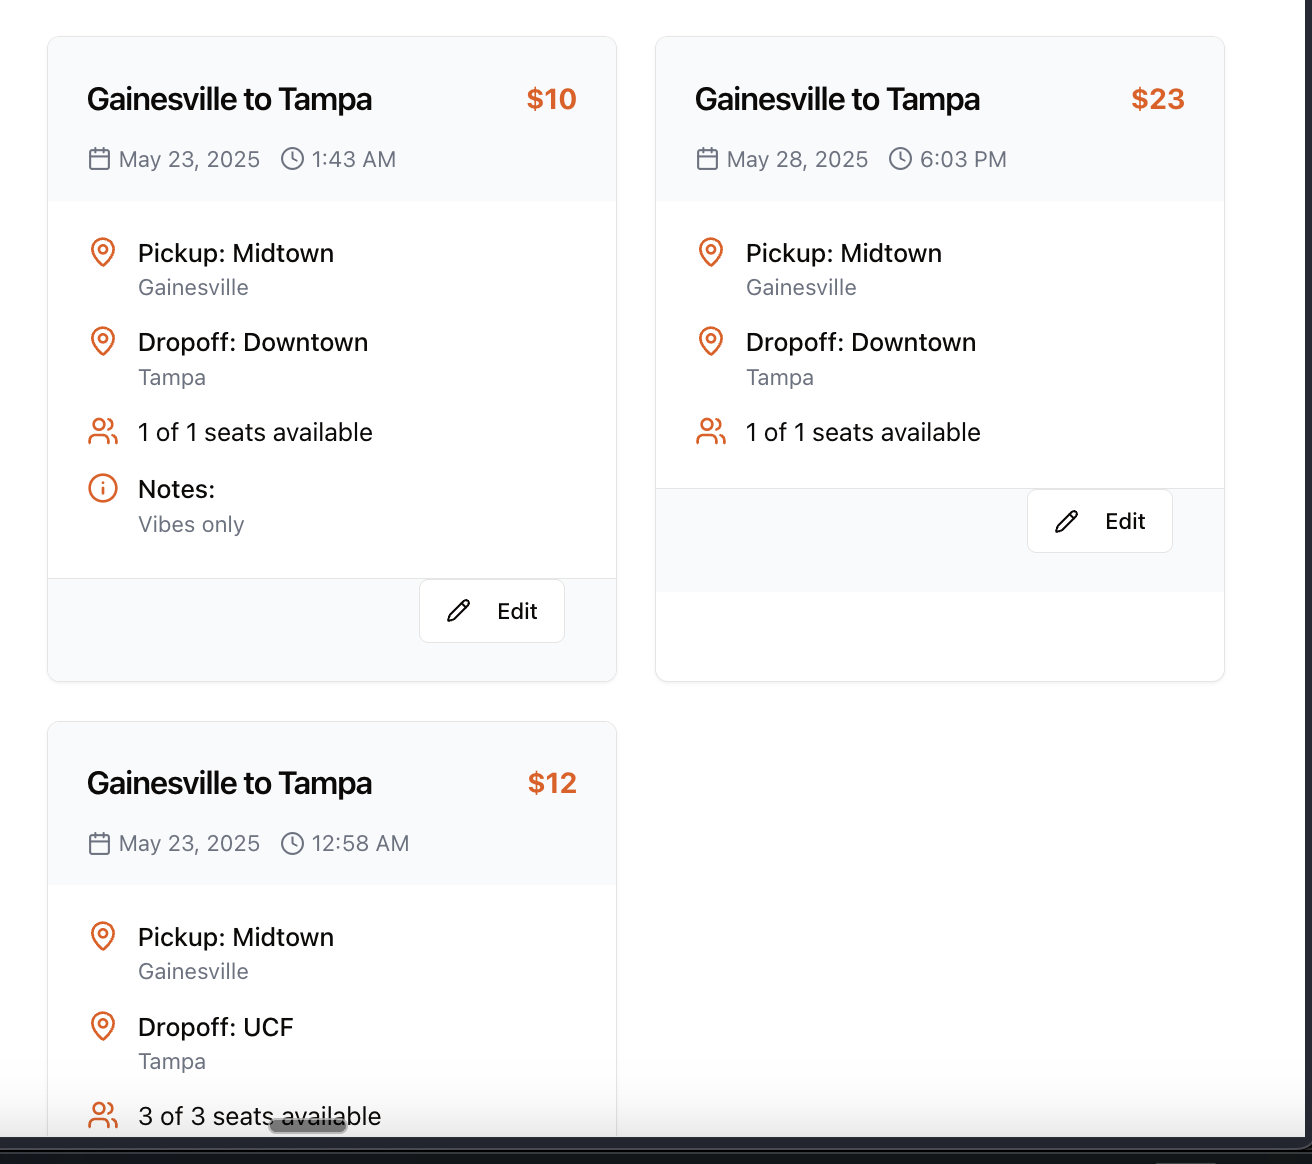 Gainesville to Tampa $10
May 23, 2025 1:43 AM
Pickup: Midtown
Gainesville
Dropoff: Downtown
Tampa
1 of 1 seats available
Notes:
Vibes only
Edit
Gainesville to Tampa $23
May 28, 2025 6:03 PM
Pickup: Midtown
Gainesville
Dropoff: Downtown
Tampa
1 of 1 seats available
Edit
Gainesville to Tampa $12
May 23, 2025 12:58 AM
Pickup: Midtown
Gainesville
Dropoff: UCF
Tampa
3 of 3 seats available